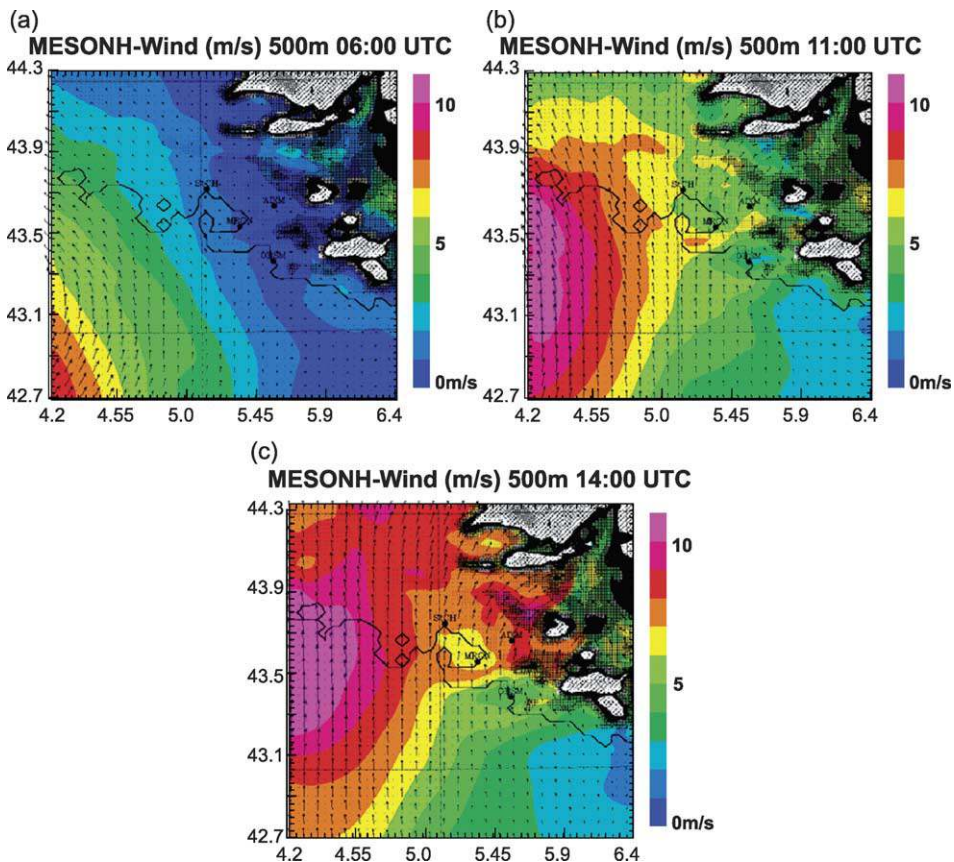 (a)
MESONH-Wind (m/s) 500m 06:00 UTC
44.3
43.9
43.5
43.1
42.7
4.2 4.55 5.0 5.45 5.9 6.4
10
5
0m/s
StCH
MRGN
(b)
MESONH-Wind (m/s) 500m 11:00 UTC
44.3
43.9
43.5
43.1
42.7
4.2 4.55 5.0 5.45 5.9 6.4
10
5
0m/s
(c)
MESONH-Wind (m/s) 500m 14:00 UTC
44.3
43.9
43.5
43.1
42.7
4.2 4.55 5.0 5.45 5.9 6.4
10
5
0m/s